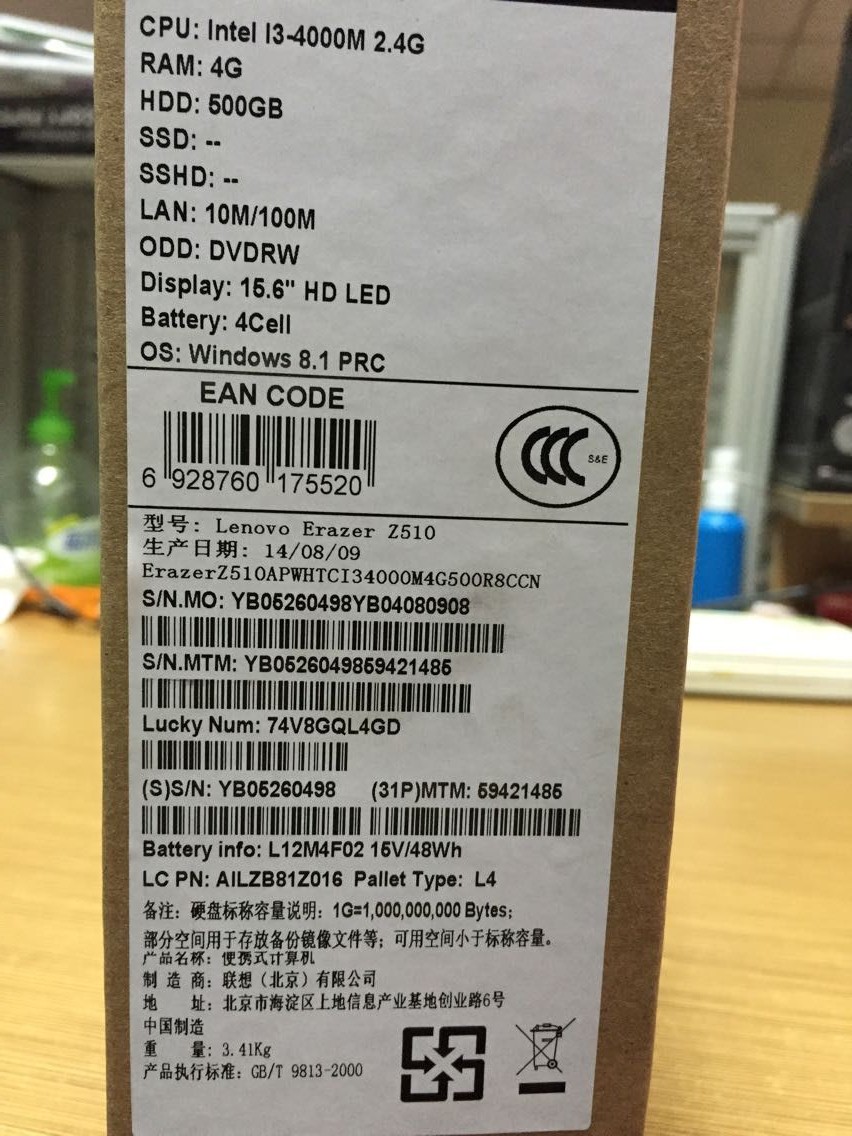 CPU: Intel I3-4000M 2.4G
RAM: 4G
HDD: 500GB
SSD: --
SSHD: --
LAN: 10M/100M
ODD: DVDRW
Display: 15.6" HD LED
Battery: 4Cell
OS: Windows 8.1 PRC
EAN CODE
6 928760 175520
CCC S&E
型号: Lenovo Erazer Z510
生产日期: 14/08/09
ErazerZ510APWHTCI34000M4G500R8CCN
S/N.MO: YB05260498YB04080908
S/N.MTM: YB0526049859421485
Lucky Num: 74V8GQL4GD
(S)S/N: YB05260498 (31P)MTM: 59421485
Battery info: L12M4F02 15V/48Wh
LC PN: AILZB81Z016 Pallet Type: L4
备注: 硬盘标称容量说明: 1G=1,000,000,000 Bytes;
部分空间用于存放备份镜像文件等; 可用空间小于标称容量。
产品名称: 便携式计算机
制 造 商: 联想（北京）有限公司
地 址: 北京市海淀区上地信息产业基地创业路6号
中国制造
重 量: 3.41Kg
产品执行标准: GB/T 9813-2000